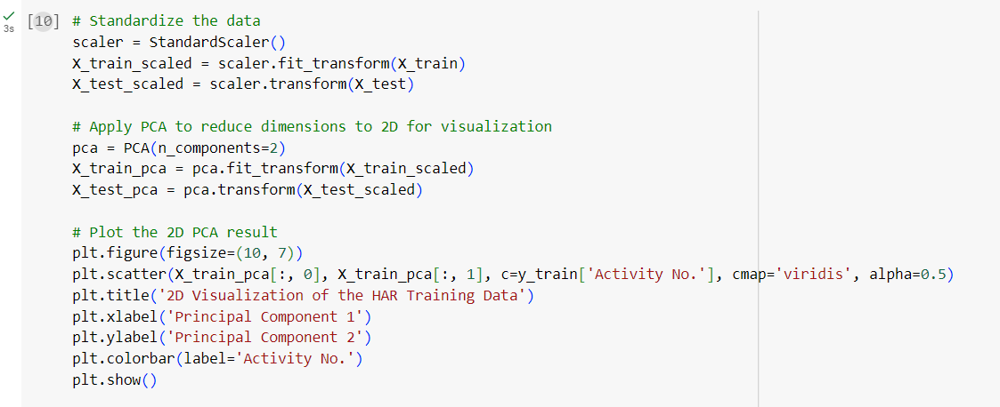 [10] # Standardize the data
3s
scaler = StandardScaler()
X_train_scaled = scaler.fit_transform(X_train)
X_test_scaled = scaler.transform(X_test)
# Apply PCA to reduce dimensions to 2D for visualization
pca = PCA(n_components=2)
X_train_pca = pca.fit_transform(X_train_scaled)
X_test_pca = pca.transform(X_test_scaled)
# Plot the 2D PCA result
plt.figure(figsize=(10, 7))
plt.scatter(X_train_pca[:, 0], X_train_pca[:, 1], c=y_train['Activity No.'], cmap='viridis', alpha=0.5)
plt.title('2D Visualization of the HAR Training Data')
plt.xlabel('Principal Component 1')
plt.ylabel('Principal Component 2')
plt.colorbar(label='Activity No.')
plt.show()